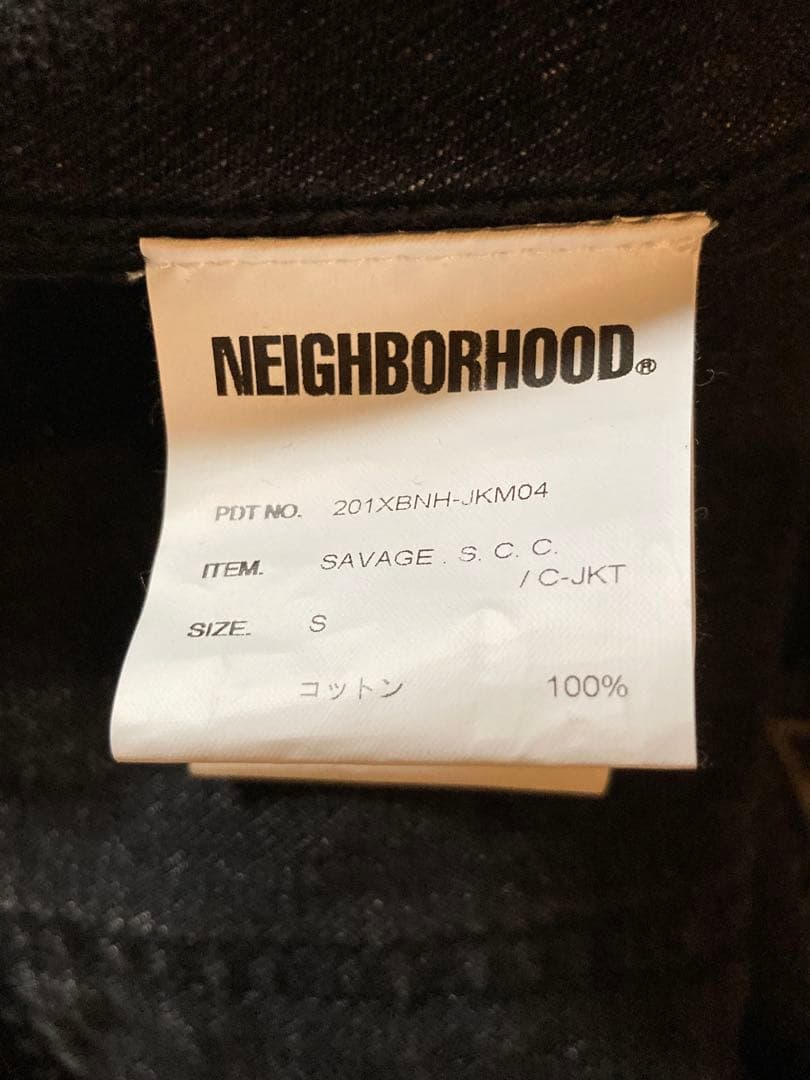 NEIGHBORHOOD®
PDT NO. 201XBNH-JKM04
ITEM. SAVAGE . S. C. C.
/ C-JKT
SIZE. S
コットン 100%